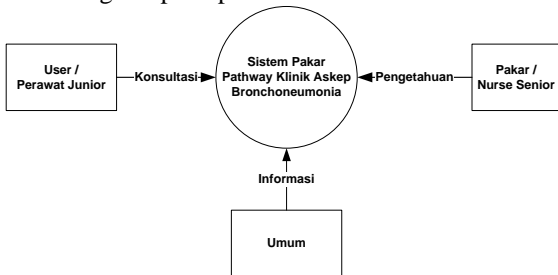 User /
Perawat Junior
Konsultasi
Sistem Pakar
Pathway Klinik Askep
Bronchoneumonia
Pengetahuan
Pakar /
Nurse Senior
Informasi
Umum